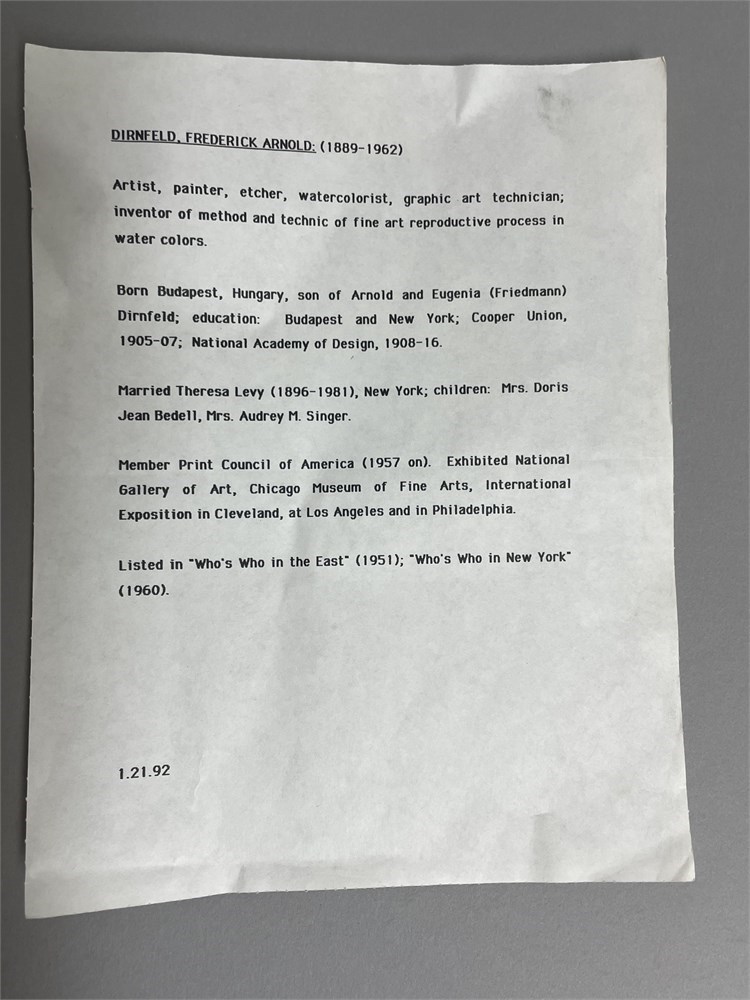 DIRNFELD, FREDERICK ARNOLD: (1889-1962)
Artist, painter, etcher, watercolorist, graphic art technician;
inventor of method and technic of fine art reproductive process in
water colors.
Born Budapest, Hungary, son of Arnold and Eugenia (Friedmann)
Dirnfeld; education: Budapest and New York; Cooper Union,
1905-07; National Academy of Design, 1908-16.
Married Theresa Levy (1896-1981), New York; children: Mrs. Doris
Jean Bedell, Mrs. Audrey M. Singer.
Member Print Council of America (1957 on). Exhibited National
Gallery of Art, Chicago Museum of Fine Arts, International
Exposition in Cleveland, at Los Angeles and in Philadelphia.
Listed in "Who's Who in the East" (1951); "Who's Who in New York"
(1960).
1.21.92